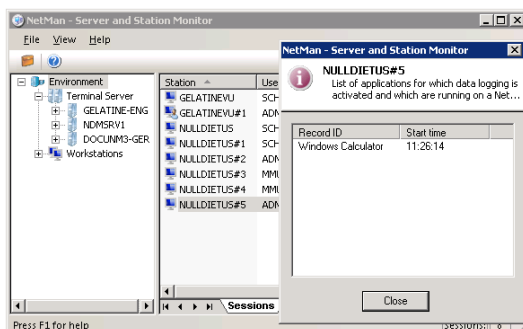 NetMan - Server and Station Monitor
File View Help
Environment
Terminal Server
GELATINE-ENG
NDMSRV1
DOCUNM3-GER
Workstations
Station Use
GELATINEVU SCH
GELATINEVU#1 ADM
NULLDIETUS SCH
NULLDIETUS#1 SCH
NULLDIETUS#2 ADM
NULLDIETUS#3 MMU
NULLDIETUS#4 MMU
NULLDIETUS#5 ADM
Sessions
Press F1 for help
Sessions: 8
NetMan - Server and Station Monitor
NULLDIETUS#5
List of applications for which data logging is
activated and which are running on a Net...
Record ID Start time
Windows Calculator 11:26:14
Close